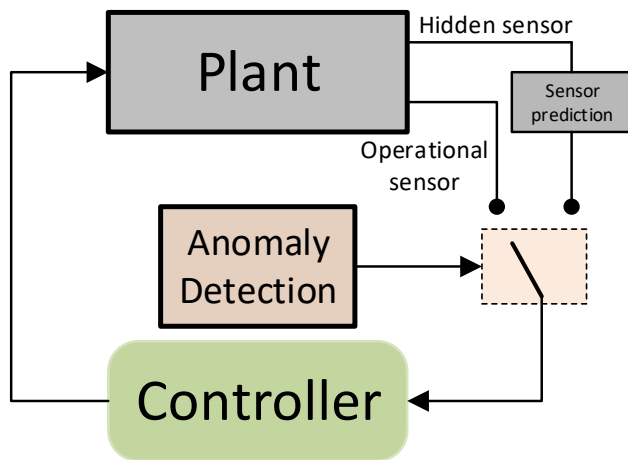 Hidden sensor
Plant
Sensor
prediction
Operational
sensor
Anomaly
Detection
Controller